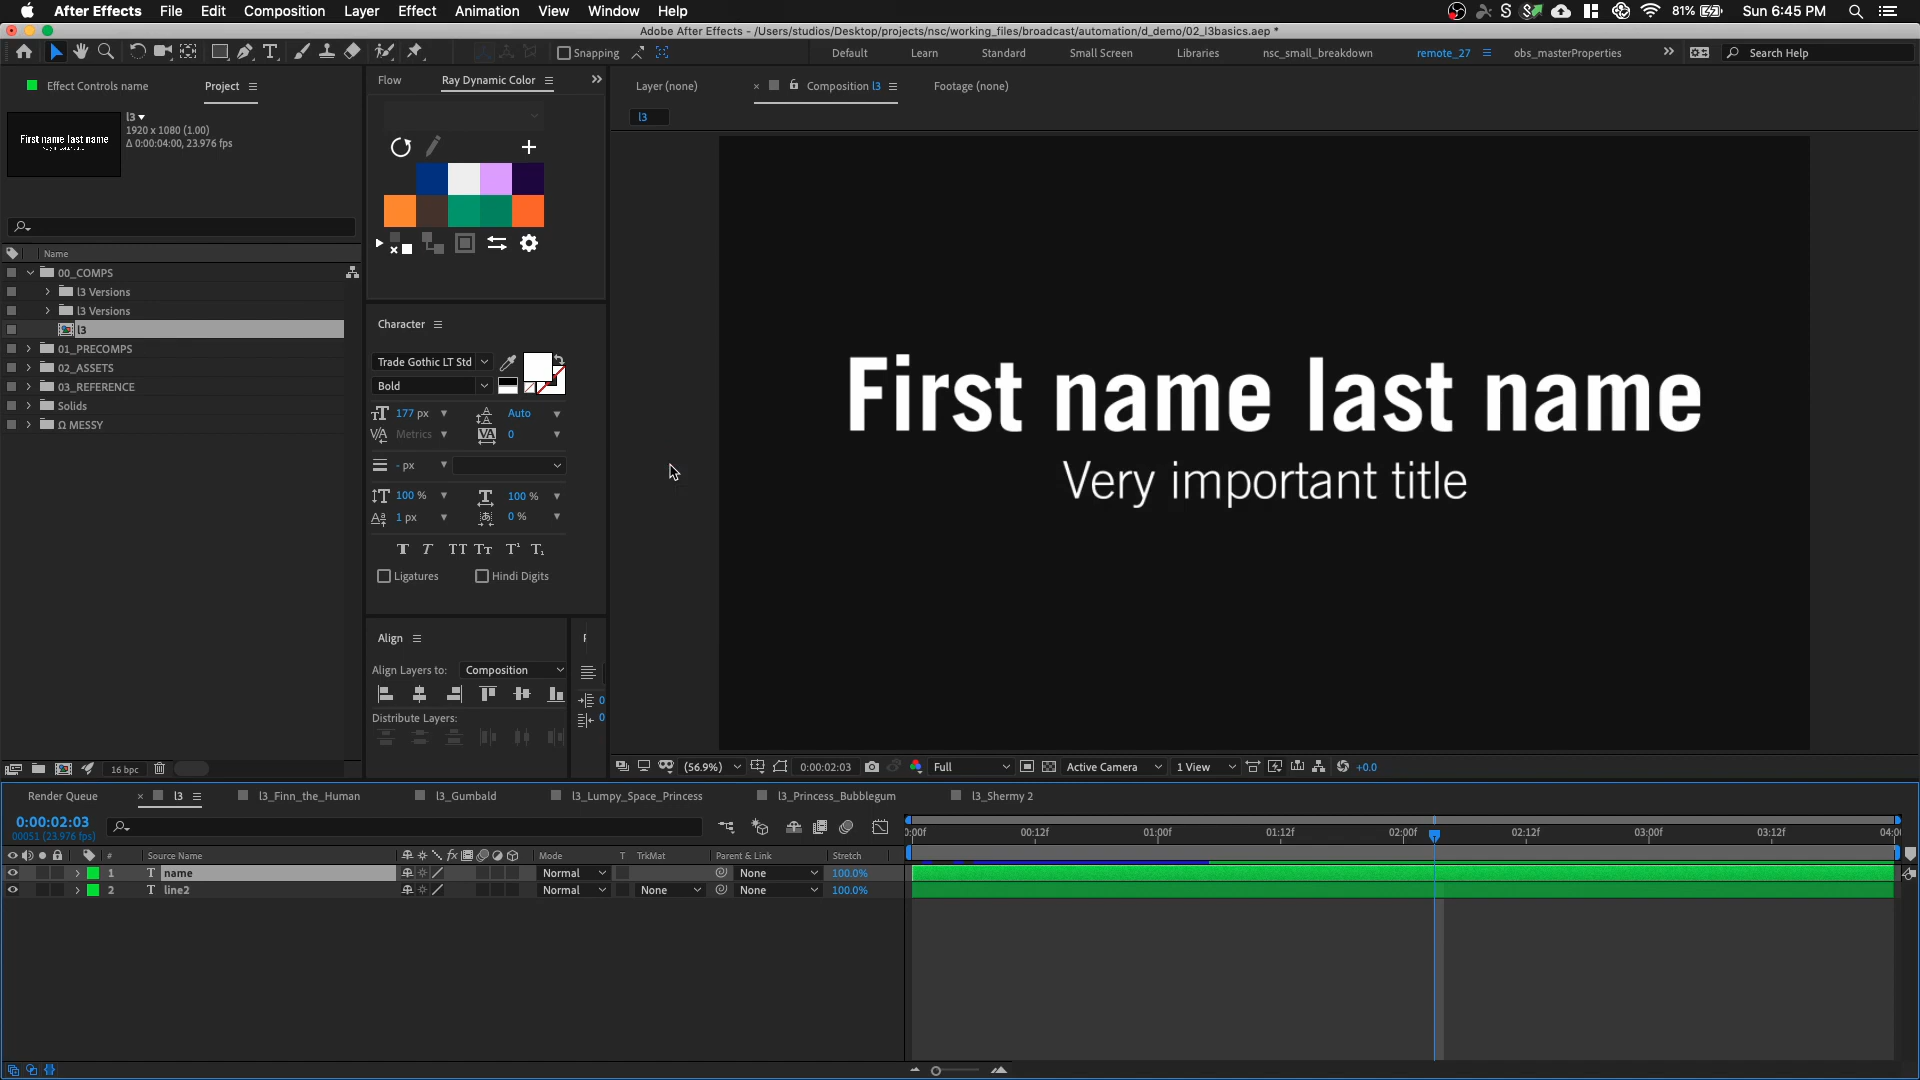 After Effects File Edit Composition Layer Effect Animation View Window Help 81% Sun 6:45 PM
Adobe After Effects - /Users/studios/Desktop/projects/nsc/working_files/broadcast/automation/d_demo/02_l3basics.aep *
Snapping Default Learn Standard Small Screen Libraries nsc_small_breakdown remote_27 obs_masterProperties Search Help
Effect Controls name Project
Flow Ray Dynamic Color
Layer (none) Composition l3 Footage (none)
l3
l3
1920 x 1080 (1.00)
Δ 0:00:04:00, 23.976 fps
First name last name
Name
00_COMPS
l3 Versions
l3 Versions
l3
01_PRECOMPS
02_ASSETS
03_REFERENCE
Solids
Ω MESSY
16 bpc
Character
Trade Gothic LT Std
Bold
177 px Auto
Metrics 0
- px
100 % 100 %
1 px 0 %
Ligatures Hindi Digits
Align
Align Layers to: Composition
Distribute Layers:
0
0
First name last name
Very important title
(56.9%) 0:00:02:03 Full Active Camera 1 View +0.0
Render Queue l3 l3_Finn_the_Human l3_Gumbald l3_Lumpy_Space_Princess l3_Princess_Bubblegum l3_Shermy 2
0:00:02:03
00051 (23.976 fps)
:00f 00:12f 01:00f 01:12f 02:00f 02:12f 03:00f 03:12f 04:00
# Source Name Mode T TrkMat Parent & Link Stretch
1 T name Normal None 100.0%
2 T line2 Normal None None 100.0%